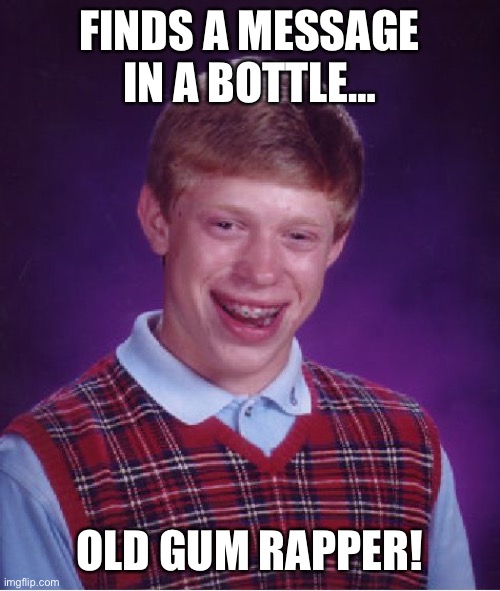 FINDS A MESSAGE
IN A BOTTLE...
OLD GUM RAPPER!
imgflip.com